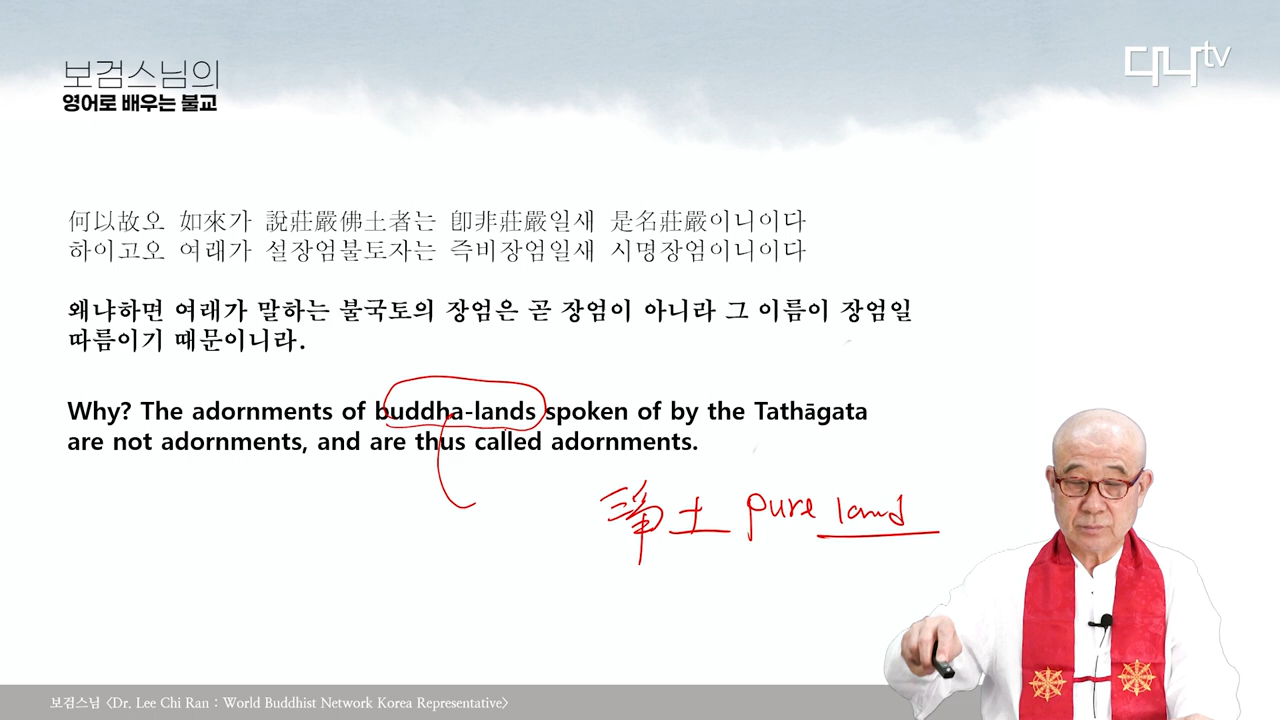 보검스님의
영어로 배우는 불교
디나tv
何以故오 如來가 說莊嚴佛土者는 卽非莊嚴일새 是名莊嚴이니이다
하이고오 여래가 설장엄불토자는 즉비장엄일새 시명장엄이니이다
왜냐하면 여래가 말하는 불국토의 장엄은 곧 장엄이 아니라 그 이름이 장엄일
따름이기 때문이니라.
Why? The adornments of buddha-lands spoken of by the Tathāgata
are not adornments, and are thus called adornments.
淨土 pure land
보검스님 <Dr. Lee Chi Ran : World Buddhist Network Korea Representative>